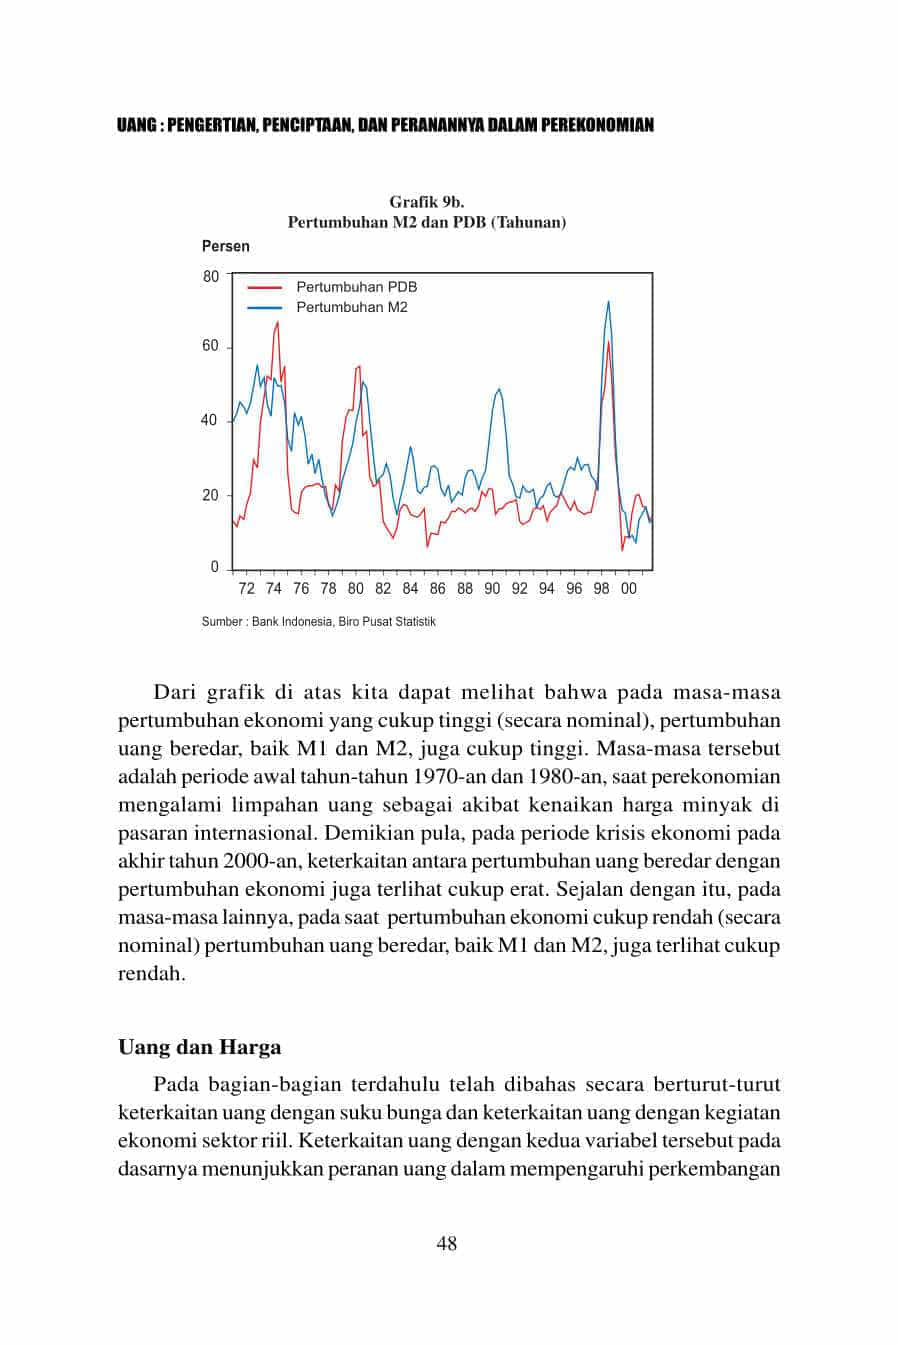 UANG : PENGERTIAN, PENCIPTAAN, DAN PERANANNYA DALAM PEREKONOMIAN
Grafik 9b.
Pertumbuhan M2 dan PDB (Tahunan)
Persen
80
Pertumbuhan PDB
Pertumbuhan M2
60
40
20
0
72 74 76 78 80 82 84 86 88 90 92 94 96 98 00
Sumber : Bank Indonesia, Biro Pusat Statistik
Dari grafik di atas kita dapat melihat bahwa pada masa-masa
pertumbuhan ekonomi yang cukup tinggi (secara nominal), pertumbuhan
uang beredar, baik M1 dan M2, juga cukup tinggi. Masa-masa tersebut
adalah periode awal tahun-tahun 1970-an dan 1980-an, saat perekonomian
mengalami limpahan uang sebagai akibat kenaikan harga minyak di
pasaran internasional. Demikian pula, pada periode krisis ekonomi pada
akhir tahun 2000-an, keterkaitan antara pertumbuhan uang beredar dengan
pertumbuhan ekonomi juga terlihat cukup erat. Sejalan dengan itu, pada
masa-masa lainnya, pada saat pertumbuhan ekonomi cukup rendah (secara
nominal) pertumbuhan uang beredar, baik M1 dan M2, juga terlihat cukup
rendah.
Uang dan Harga
Pada bagian-bagian terdahulu telah dibahas secara berturut-turut
keterkaitan uang dengan suku bunga dan keterkaitan uang dengan kegiatan
ekonomi sektor riil. Keterkaitan uang dengan kedua variabel tersebut pada
dasarnya menunjukkan peranan uang dalam mempengaruhi perkembangan
48